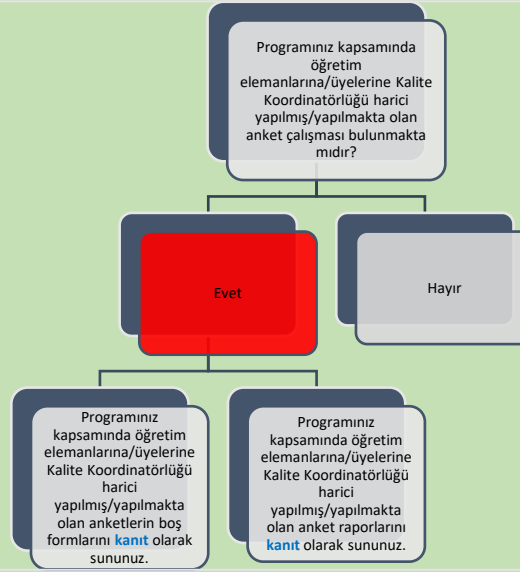 Programınız kapsamında
öğretim
elemanlarına/üyelerine Kalite
Koordinatörlüğü harici
yapılmış/yapılmakta olan
anket çalışması bulunmakta
mıdır?
Evet
Hayır
Programınız
kapsamında öğretim
elemanlarına/üyelerine
Kalite Koordinatörlüğü
harici
yapılmış/yapılmakta
olan anketlerin boş
formlarını kanıt olarak
sununuz.
Programınız
kapsamında öğretim
elemanlarına/üyelerine
Kalite Koordinatörlüğü
harici
yapılmış/yapılmakta
olan anket raporlarını
kanıt olarak sununuz.